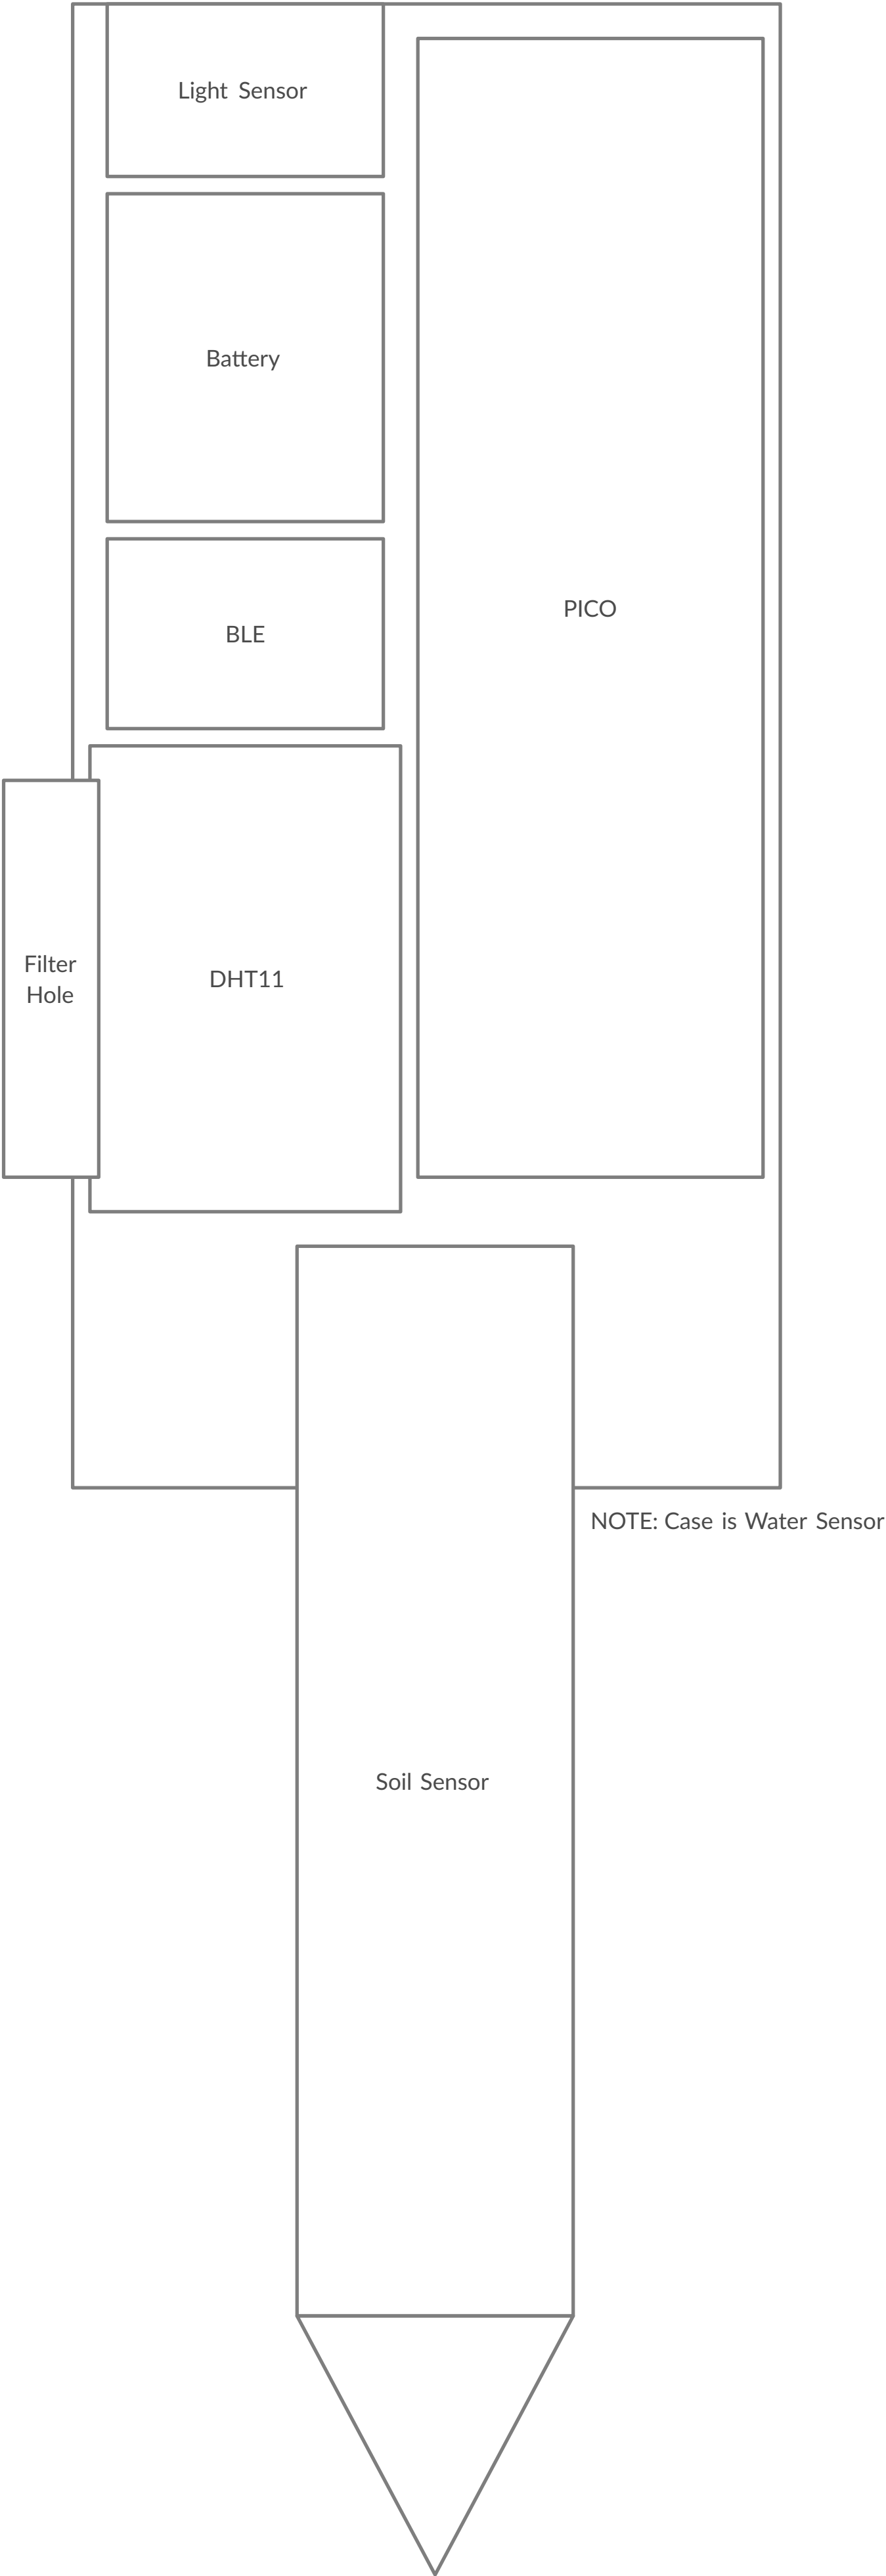 Light Sensor
Battery
BLE
PICO
Filter
Hole
DHT11
NOTE: Case is Water Sensor
Soil Sensor